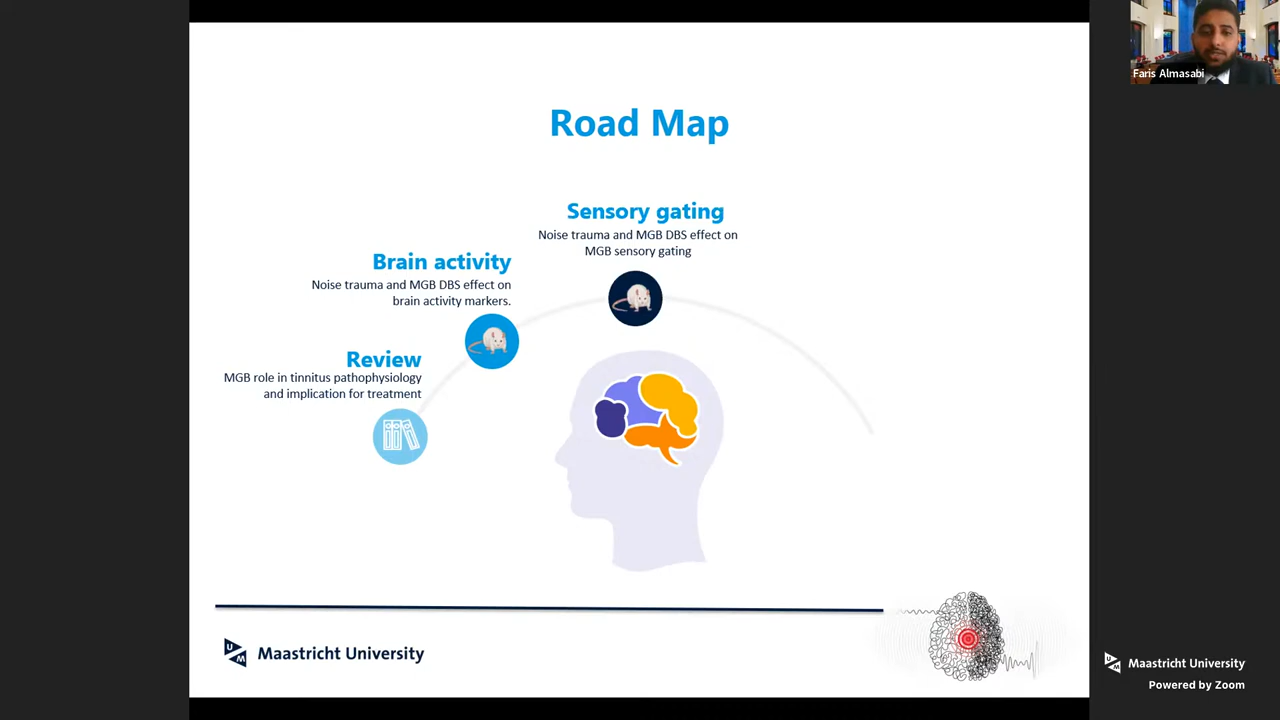 Faris Almasabi
Road Map
Sensory gating
Noise trauma and MGB DBS effect on
MGB sensory gating
Brain activity
Noise trauma and MGB DBS effect on
brain activity markers.
Review
MGB role in tinnitus pathophysiology
and implication for treatment
UM
Maastricht University
Maastricht University
Powered by Zoom